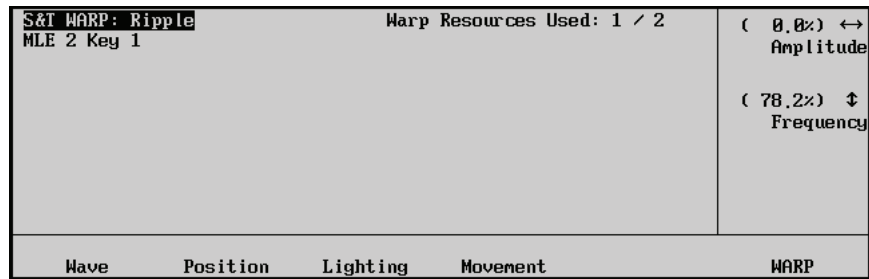 S&T WARP: Ripple Warp Resources Used: 1 / 2
MLE 2 Key 1
( 0.0%) ↔
Amplitude
( 78.2%) ↕
Frequency
Wave Position Lighting Movement WARP